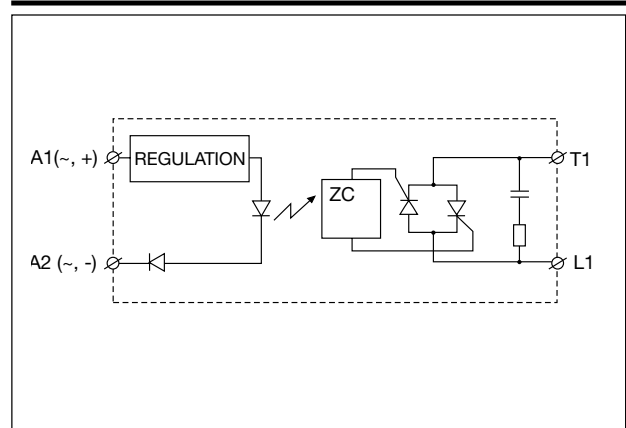 A1(~, +)
REGULATION
ZC
T1
A2 (~, -)
L1